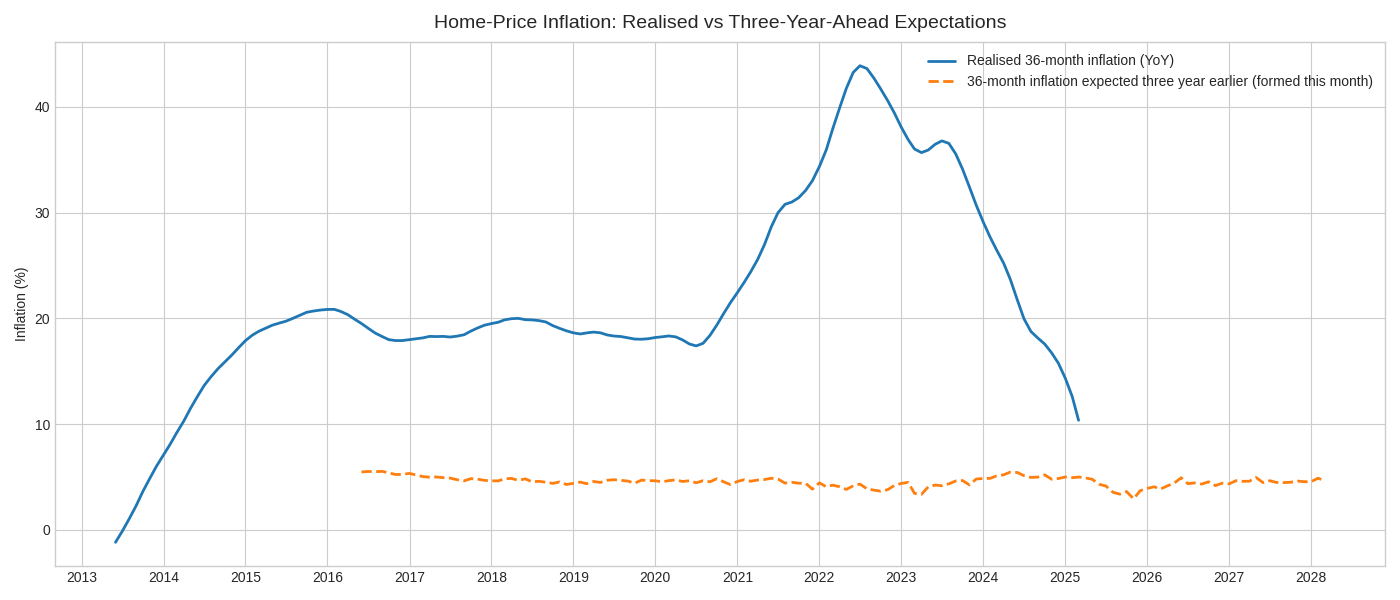 Home-Price Inflation: Realised vs Three-Year-Ahead Expectations
Realised 36-month inflation (YoY)
36-month inflation expected three year earlier (formed this month)
Inflation (%)
40
30
20
10
0
2013 2014 2015 2016 2017 2018 2019 2020 2021 2022 2023 2024 2025 2026 2027 2028